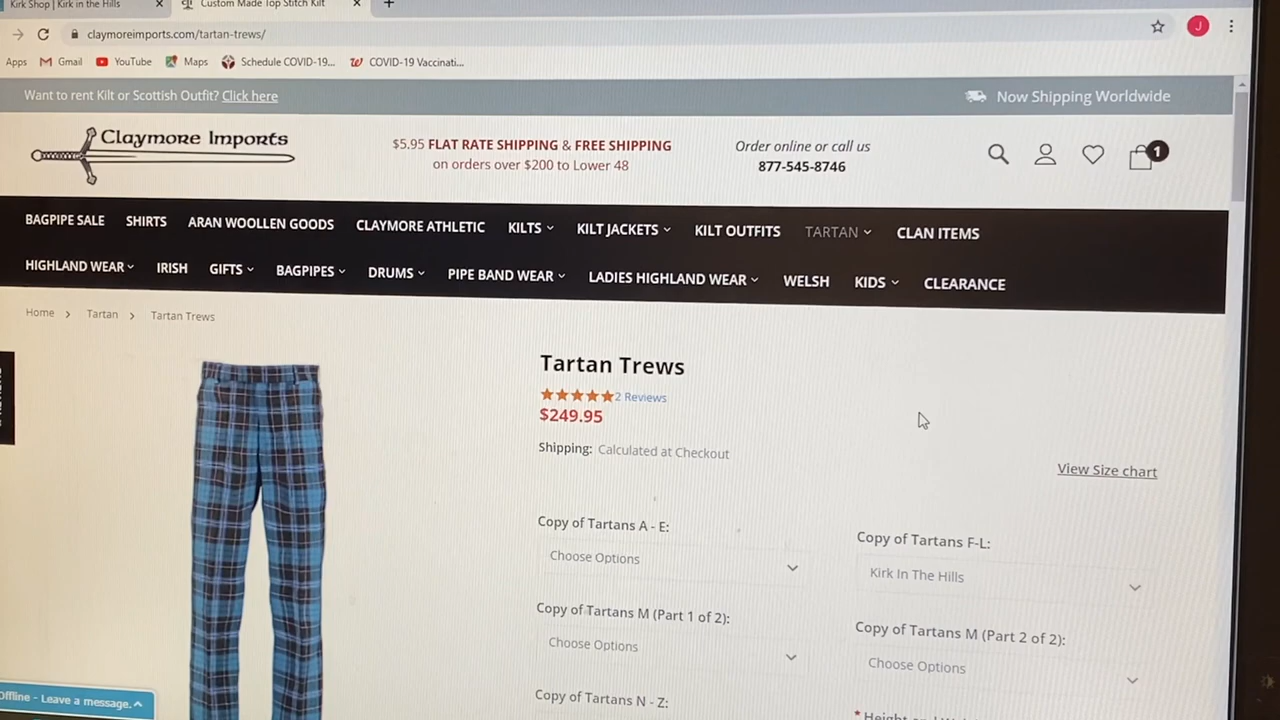 Kirk Shop | Kirk in the Hills
Custom Made Top Stitch Kilt
claymoreimports.com/tartan-trews/
J
Apps Gmail YouTube Maps Schedule COVID-19... COVID-19 Vaccinati...
Want to rent Kilt or Scottish Outfit? Click here
Now Shipping Worldwide
Claymore Imports
$5.95 FLAT RATE SHIPPING & FREE SHIPPING
on orders over $200 to Lower 48
Order online or call us
877-545-8746
1
BAGPIPE SALE SHIRTS ARAN WOOLLEN GOODS CLAYMORE ATHLETIC KILTS KILT JACKETS KILT OUTFITS TARTAN CLAN ITEMS
HIGHLAND WEAR IRISH GIFTS BAGPIPES DRUMS PIPE BAND WEAR LADIES HIGHLAND WEAR WELSH KIDS CLEARANCE
Home > Tartan > Tartan Trews
Tartan Trews
2 Reviews
$249.95
Shipping: Calculated at Checkout
View Size chart
Copy of Tartans A - E:
Choose Options
Copy of Tartans F-L:
Kirk In The Hills
Copy of Tartans M (Part 1 of 2):
Choose Options
Copy of Tartans M (Part 2 of 2):
Choose Options
Copy of Tartans N - Z:
Offline - Leave a message.